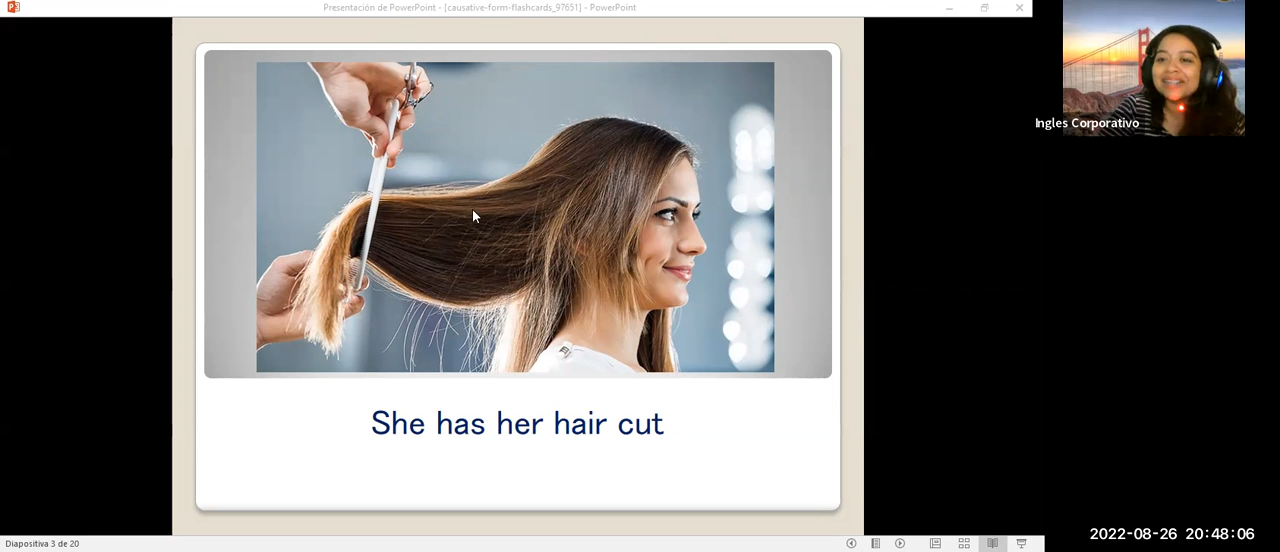 Presentación de PowerPoint - [causative-form-flashcards_97651] - PowerPoint
Ingles Corporativo
She has her hair cut
Diapositiva 3 de 20
2022-08-26 20:48:06